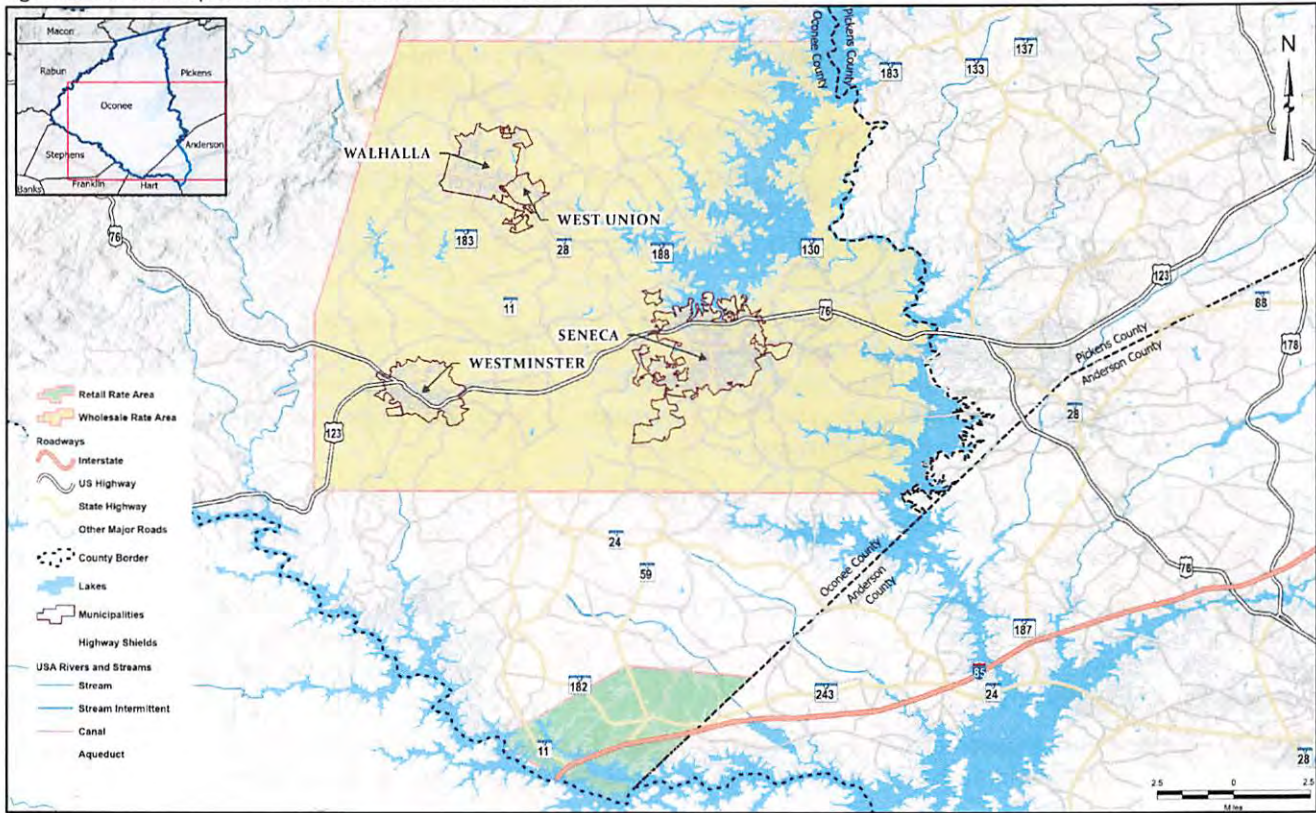 Macon
Rabun
Pickens
Oconee
Stephens
Anderson
Banks
Franklin
Hart
Oconee County
Pickens County
183
133
137
N
WALHALLA
WEST UNION
76
183
28
188
130
123
88
11
76
SENECA
WESTMINSTER
Pickens County
Anderson County
178
28
123
Retail Rate Area
Wholesale Rate Area
Roadways
Interstate
US Highway
State Highway
Other Major Roads
County Border
Lakes
Municipalities
Highway Shields
USA Rivers and Streams
Stream
Stream Intermittent
Canal
Aqueduct
24
59
Oconee County
Anderson County
76
187
182
243
85
24
11
28
2.5 0 2.5
Miles